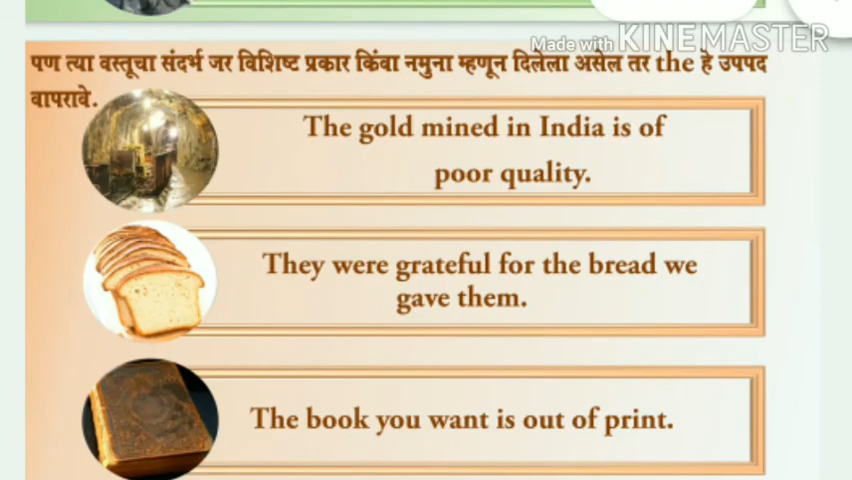 Made with KINEMASTER
पण त्या वस्तूचा संदर्भ जर विशिष्ट प्रकार किंवा नमुना म्हणून दिलेला असेल तर the हे उपपद
वापरावे.
The gold mined in India is of
poor quality.
They were grateful for the bread we
gave them.
The book you want is out of print.